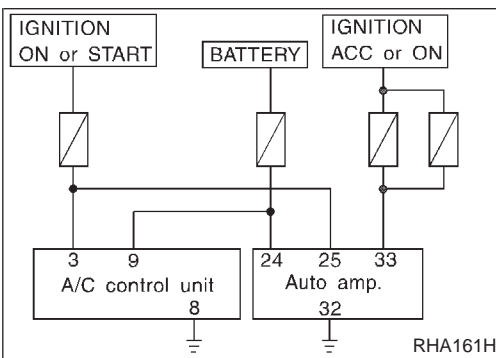 IGNITION
ON or START
BATTERY
IGNITION
ACC or ON
3 9
24 25 33
A/C control unit
Auto amp.
8
32
RHA161H